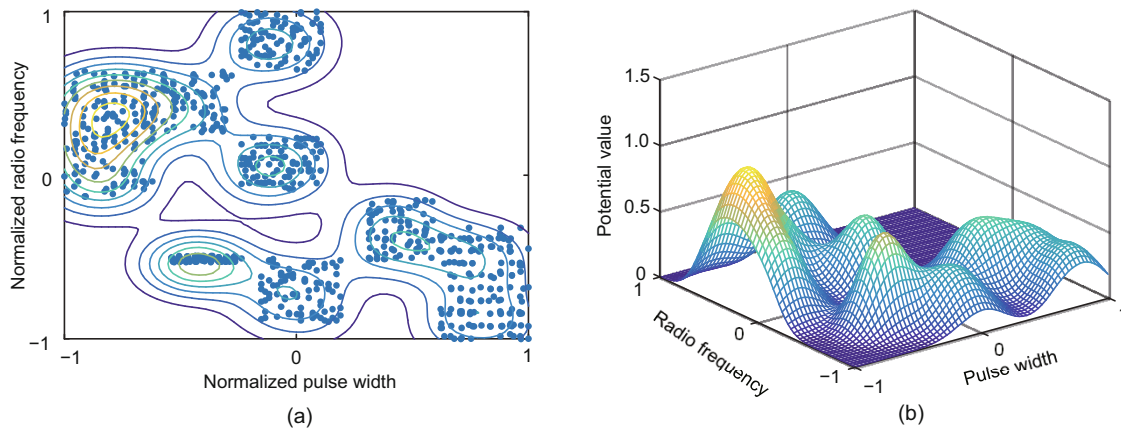 1
Normalized radio frequency
0
−1
−1
0
1
Normalized pulse width
(a)
1.5
Potential value
1.0
0.5
0
1
Radio frequency
0
−1
−1
0
Pulse width
(b)